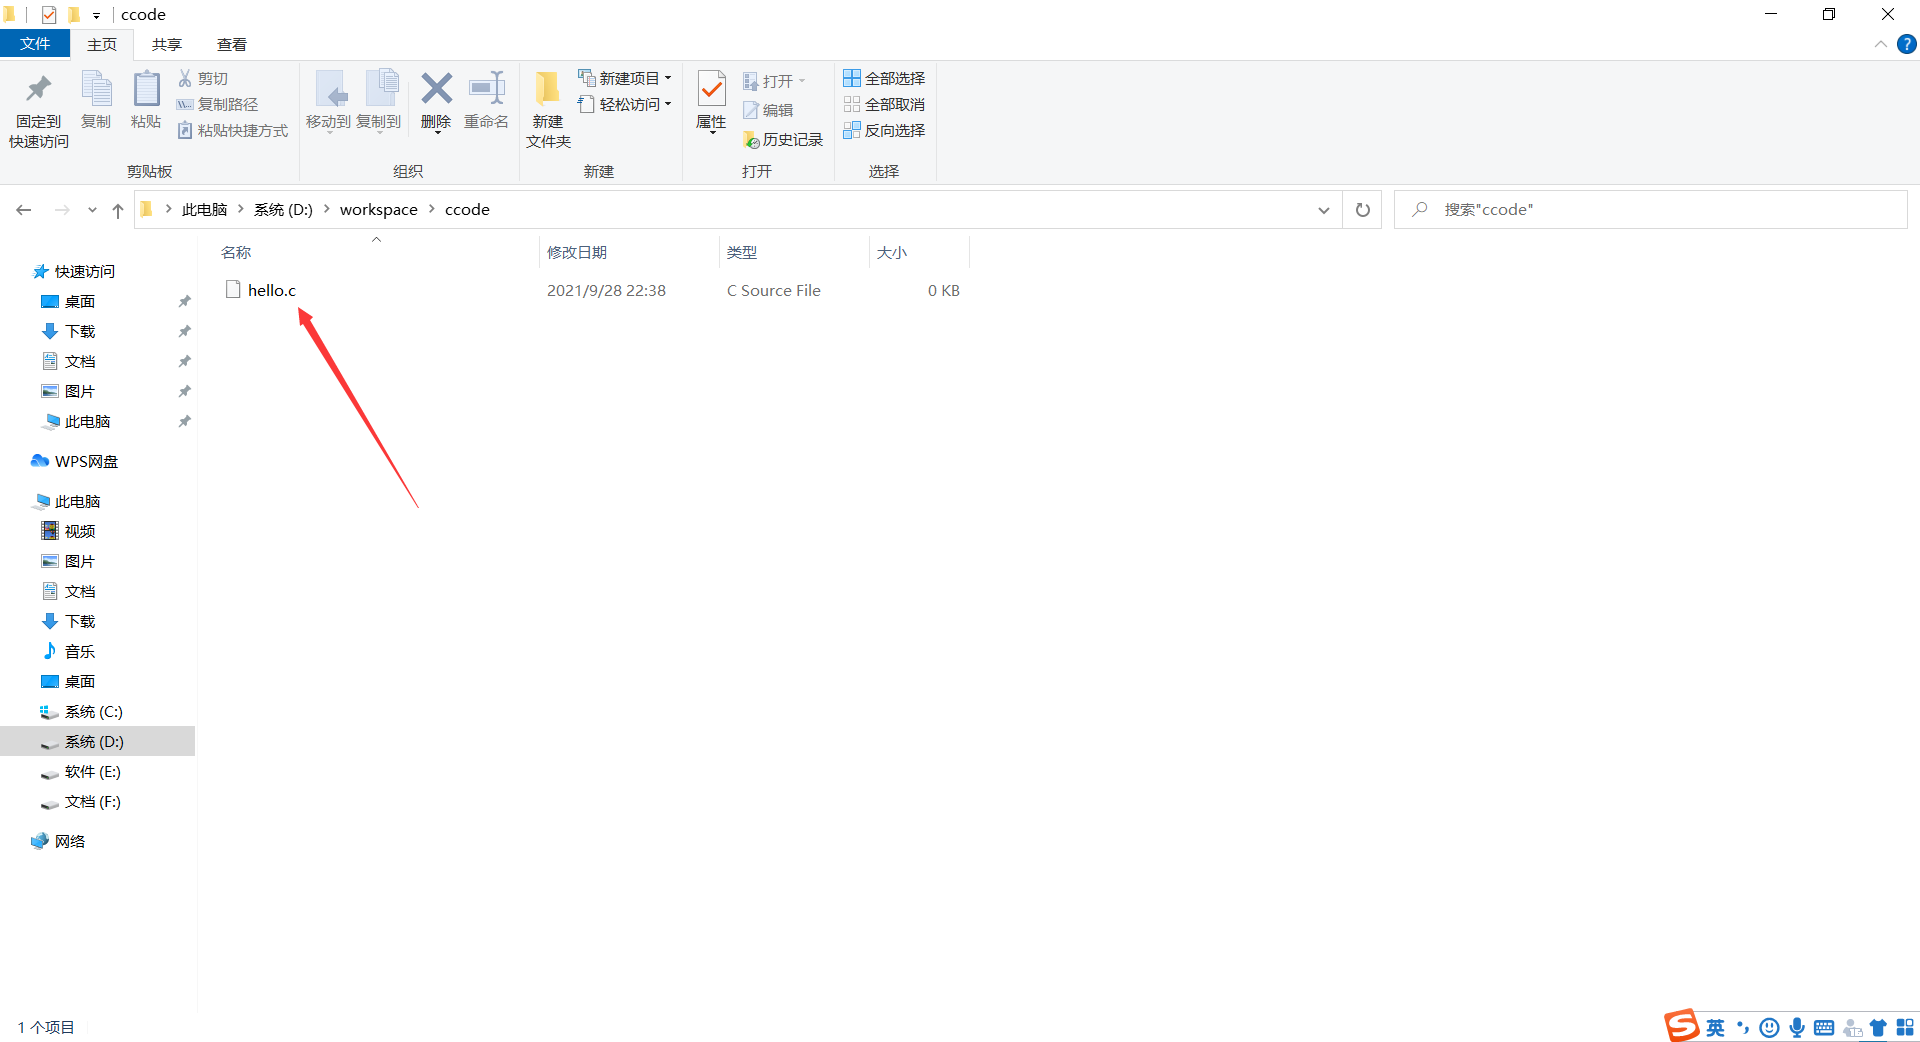 ccode
文件 主页 共享 查看
固定到
快速访问
复制
粘贴
剪切
复制路径
粘贴快捷方式
剪贴板
移动到
复制到
删除
重命名
组织
新建
文件夹
新建项目
轻松访问
新建
属性
打开
编辑
历史记录
打开
全部选择
全部取消
反向选择
选择
此电脑 系统 (D:) workspace ccode
搜索"ccode"
名称 修改日期 类型 大小
hello.c 2021/9/28 22:38 C Source File 0 KB
快速访问
桌面
下载
文档
图片
此电脑
WPS网盘
此电脑
视频
图片
文档
下载
音乐
桌面
系统 (C:)
系统 (D:)
软件 (E:)
文档 (F:)
网络
1 个项目
英